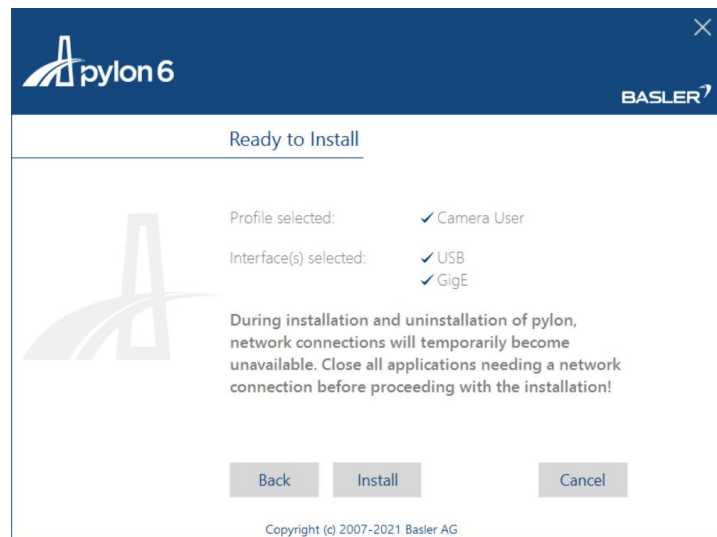 pylon 6
BASLER
Ready to Install
Profile selected: ✓ Camera User
Interface(s) selected: ✓ USB
✓ GigE
During installation and uninstallation of pylon,
network connections will temporarily become
unavailable. Close all applications needing a network
connection before proceeding with the installation!
Back Install Cancel
Copyright (c) 2007-2021 Basler AG